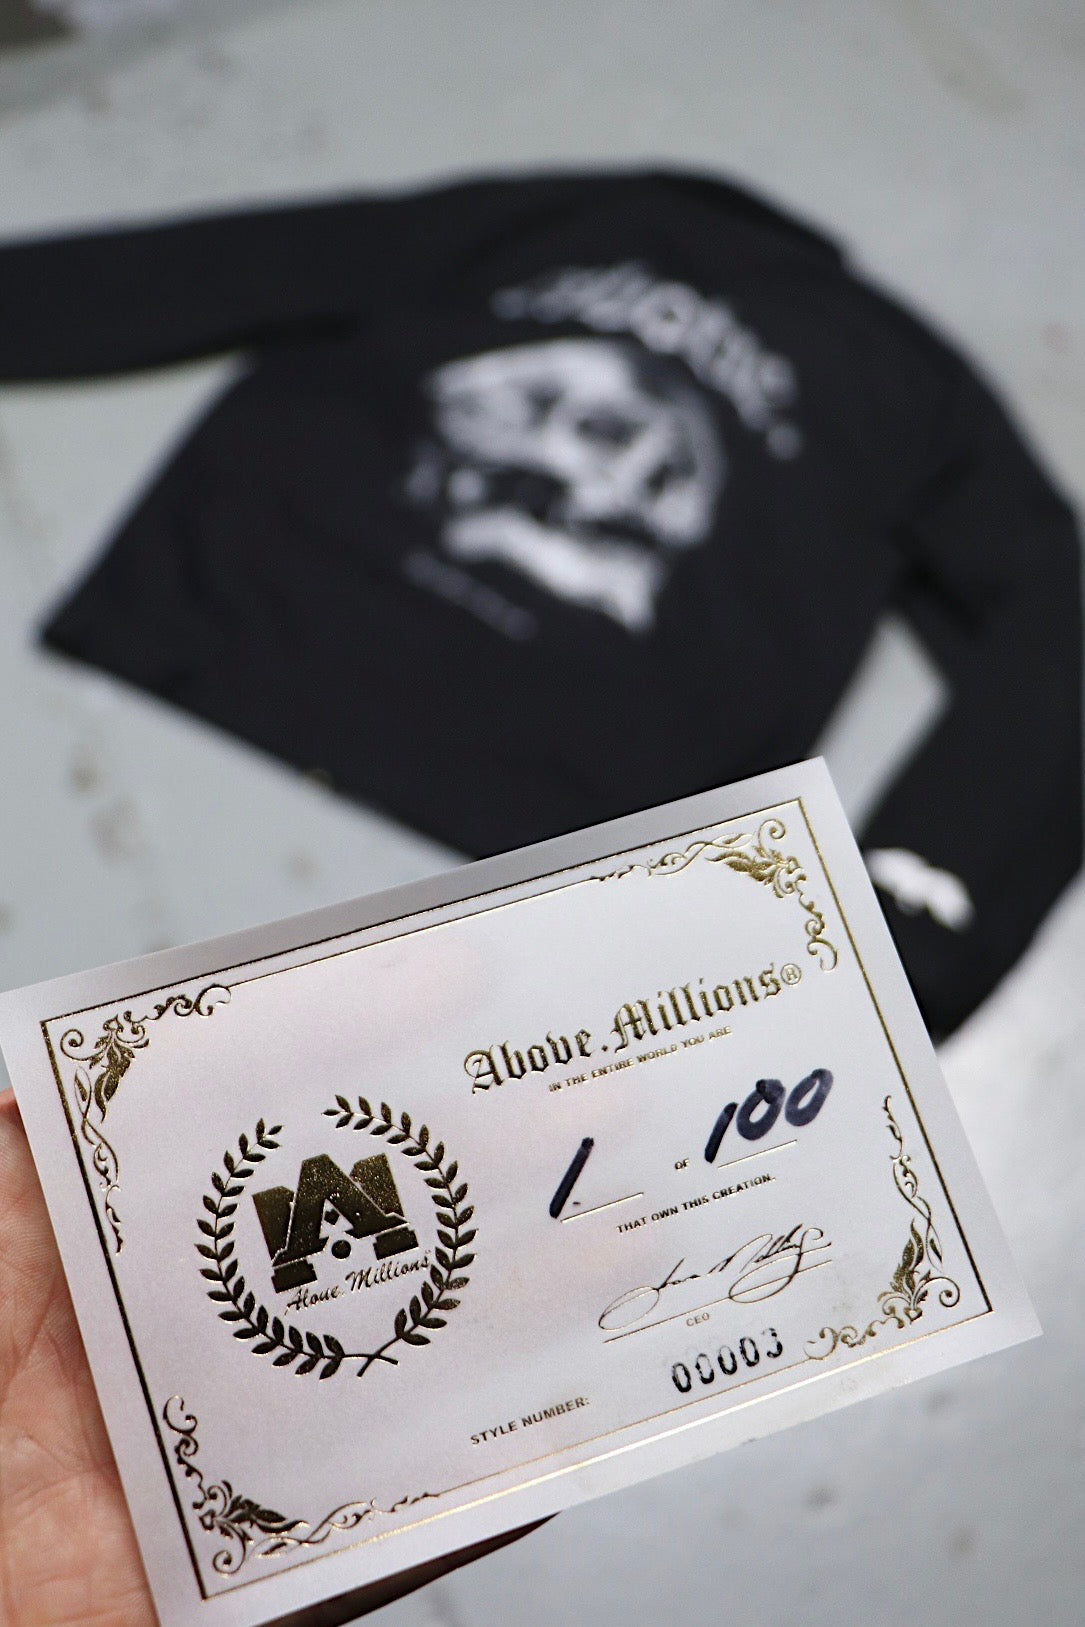 Above.Millions®
IN THE ENTIRE WORLD YOU ARE
1. OF 100
THAT OWN THIS CREATION.
CEO
Above.Millions
STYLE NUMBER: 00003